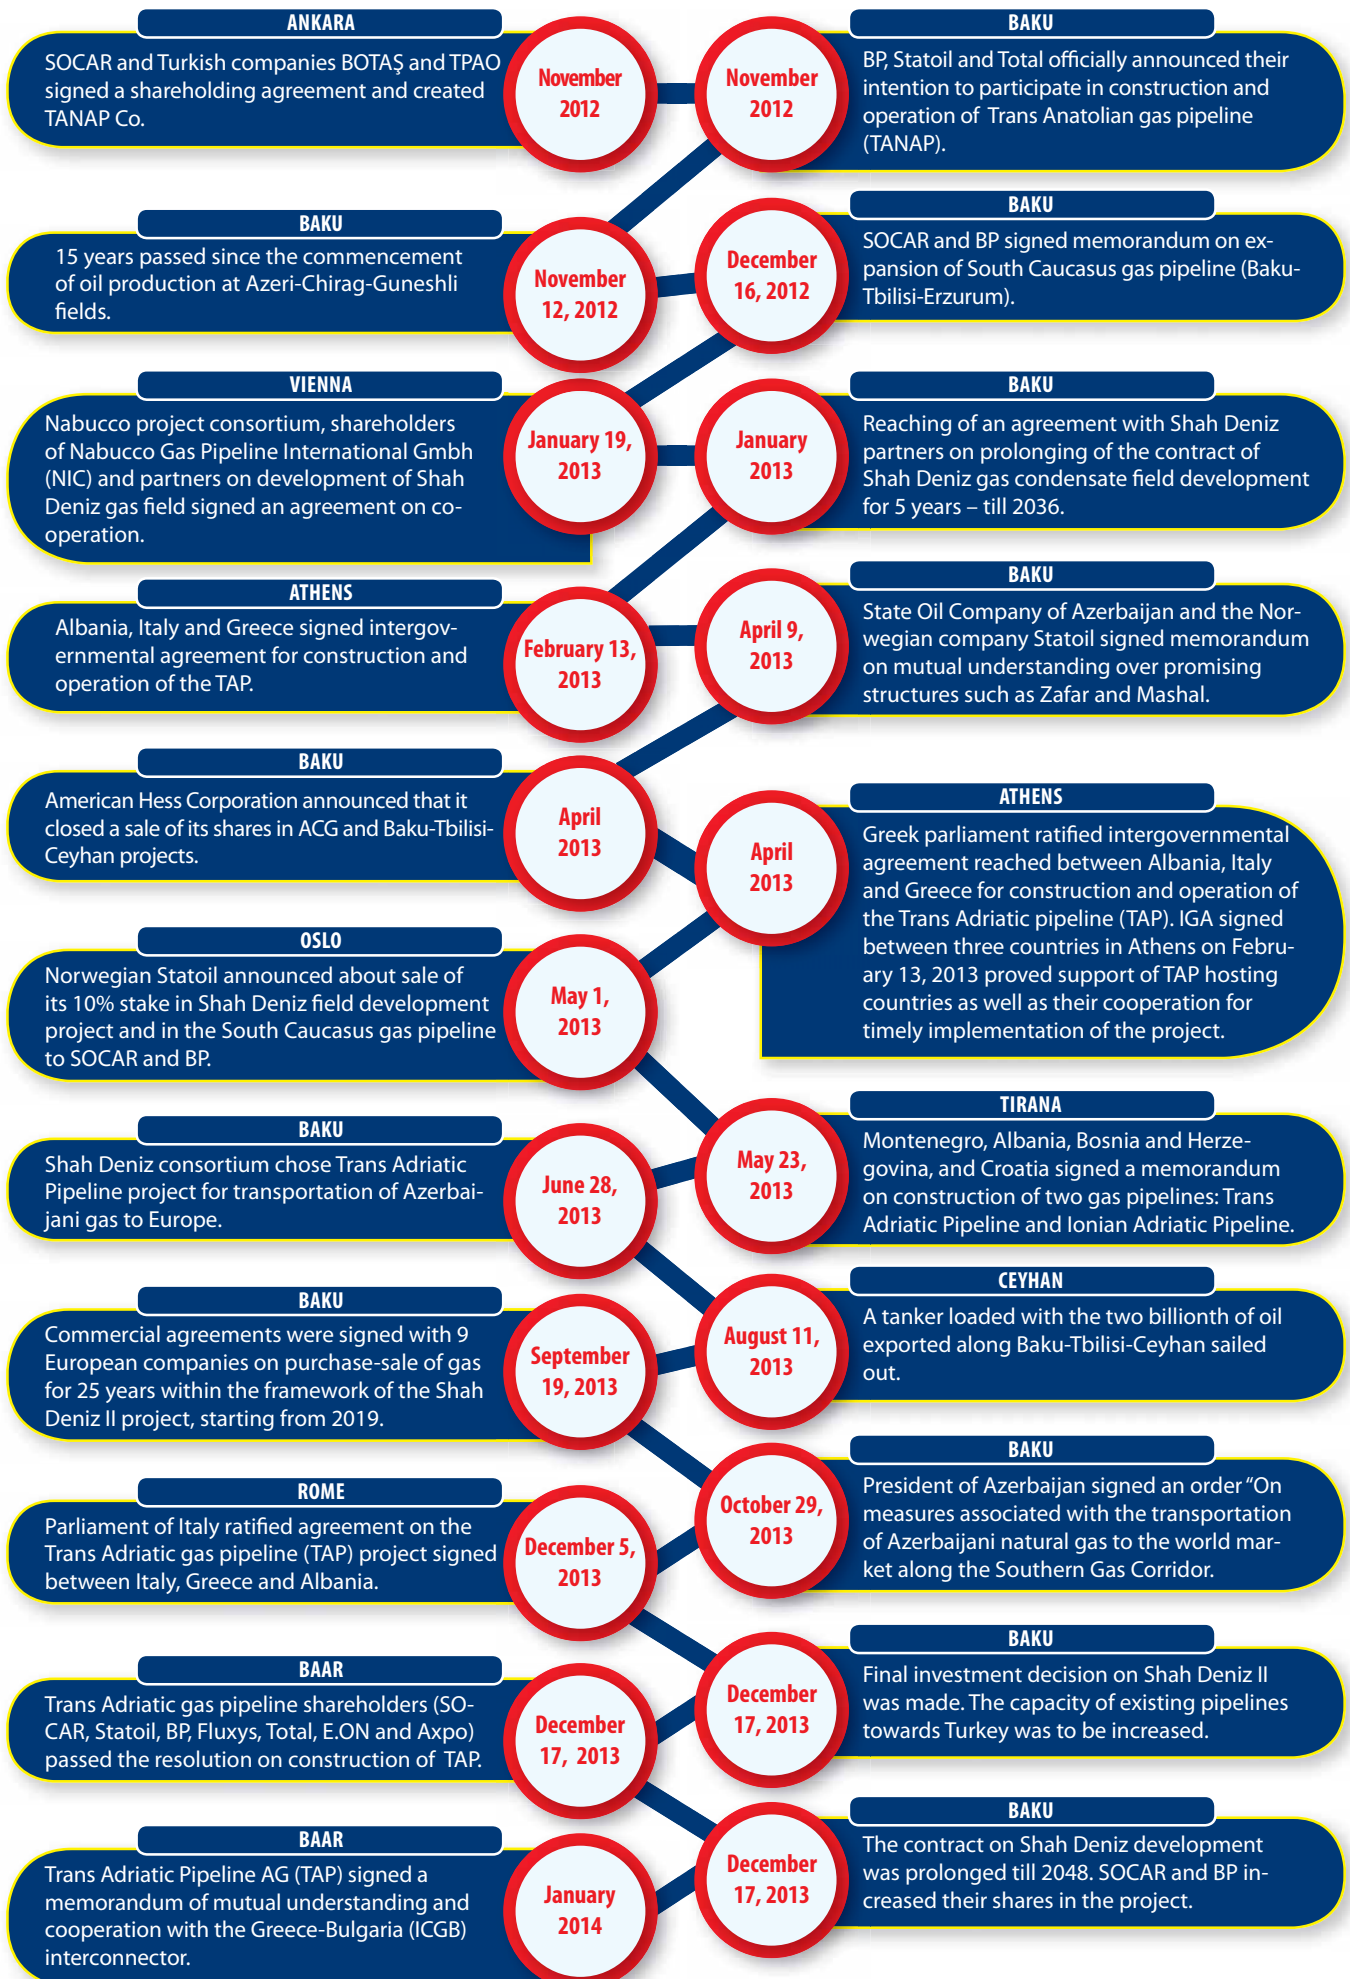 ANKARA
SOCAR and Turkish companies BOTAŞ and TPAO
signed a shareholding agreement and created
TANAP Co.
November
2012
BAKU
November
2012
BP, Statoil and Total officially announced their
intention to participate in construction and
operation of Trans Anatolian gas pipeline
(TANAP).
BAKU
15 years passed since the commencement
of oil production at Azeri-Chirag-Guneshli
fields.
November
12, 2012
BAKU
December
16, 2012
SOCAR and BP signed memorandum on ex-
pansion of South Caucasus gas pipeline (Baku-
Tbilisi-Erzurum).
VIENNA
Nabucco project consortium, shareholders
of Nabucco Gas Pipeline International Gmbh
(NIC) and partners on development of Shah
Deniz gas field signed an agreement on co-
operation.
January 19,
2013
BAKU
January
2013
Reaching of an agreement with Shah Deniz
partners on prolonging of the contract of
Shah Deniz gas condensate field development
for 5 years – till 2036.
ATHENS
Albania, Italy and Greece signed intergov-
ernmental agreement for construction and
operation of the TAP.
February 13,
2013
BAKU
April 9,
2013
State Oil Company of Azerbaijan and the Nor-
wegian company Statoil signed memorandum
on mutual understanding over promising
structures such as Zafar and Mashal.
BAKU
American Hess Corporation announced that it
closed a sale of its shares in ACG and Baku-Tbilisi-
Ceyhan projects.
April
2013
ATHENS
April
2013
Greek parliament ratified intergovernmental
agreement reached between Albania, Italy
and Greece for construction and operation of
the Trans Adriatic pipeline (TAP). IGA signed
between three countries in Athens on Febru-
ary 13, 2013 proved support of TAP hosting
countries as well as their cooperation for
timely implementation of the project.
OSLO
Norwegian Statoil announced about sale of
its 10% stake in Shah Deniz field development
project and in the South Caucasus gas pipeline
to SOCAR and BP.
May 1,
2013
TIRANA
May 23,
2013
Montenegro, Albania, Bosnia and Herze-
govina, and Croatia signed a memorandum
on construction of two gas pipelines: Trans
Adriatic Pipeline and Ionian Adriatic Pipeline.
BAKU
Shah Deniz consortium chose Trans Adriatic
Pipeline project for transportation of Azerbai-
jani gas to Europe.
June 28,
2013
CEYHAN
August 11,
2013
A tanker loaded with the two billionth of oil
exported along Baku-Tbilisi-Ceyhan sailed
out.
BAKU
Commercial agreements were signed with 9
European companies on purchase-sale of gas
for 25 years within the framework of the Shah
Deniz II project, starting from 2019.
September
19, 2013
BAKU
October 29,
2013
President of Azerbaijan signed an order “On
measures associated with the transportation
of Azerbaijani natural gas to the world mar-
ket along the Southern Gas Corridor.
ROME
Parliament of Italy ratified agreement on the
Trans Adriatic gas pipeline (TAP) project signed
between Italy, Greece and Albania.
December 5,
2013
BAKU
December
17, 2013
Final investment decision on Shah Deniz II
was made. The capacity of existing pipelines
towards Turkey was to be increased.
BAAR
Trans Adriatic gas pipeline shareholders (SO-
CAR, Statoil, BP, Fluxys, Total, E.ON and Axpo)
passed the resolution on construction of TAP.
December
17, 2013
BAKU
December
17, 2013
The contract on Shah Deniz development
was prolonged till 2048. SOCAR and BP in-
creased their shares in the project.
BAAR
Trans Adriatic Pipeline AG (TAP) signed a
memorandum of mutual understanding and
cooperation with the Greece-Bulgaria (ICGB)
interconnector.
January
2014